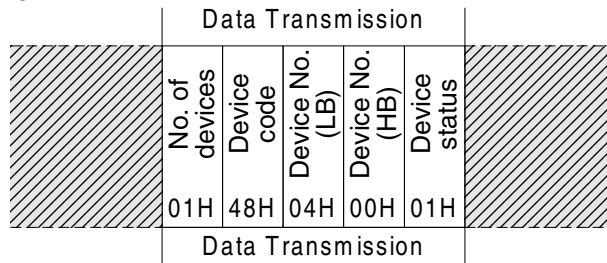 Data Transmission
No. of devices
Device code
Device No. (LB)
Device No. (HB)
Device status
01H 48H 04H 00H 01H
Data Transmission